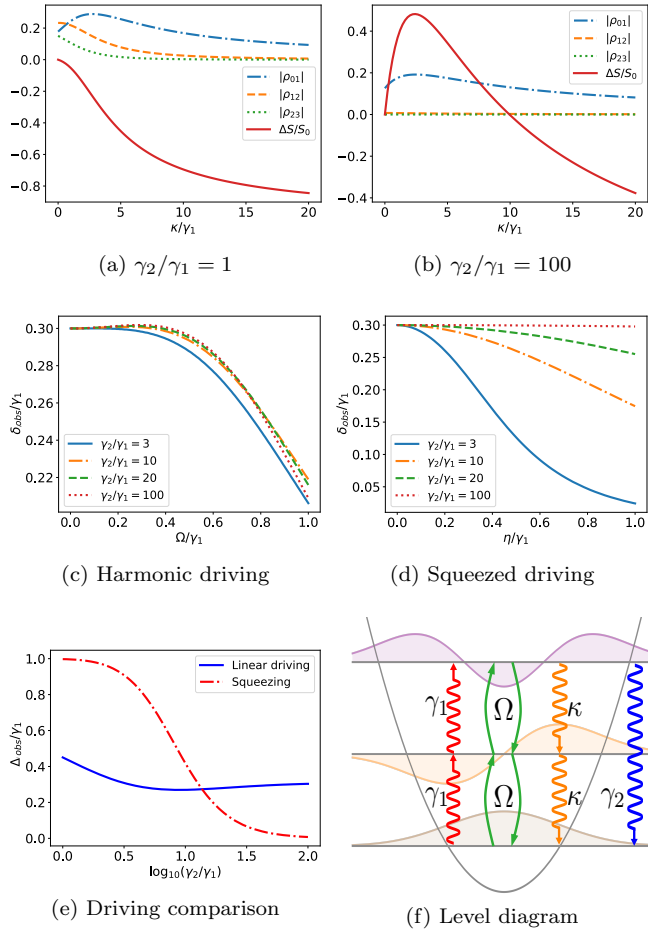 0.2
0.0
−0.2
−0.4
−0.6
−0.8
|ρ01|
|ρ12|
|ρ23|
ΔS/S0
0 5 10 15 20
κ/γ1
(a) γ2/γ1 = 1
0.4
0.2
0.0
−0.2
−0.4
|ρ01|
|ρ12|
|ρ23|
ΔS/S0
0 5 10 15 20
κ/γ1
(b) γ2/γ1 = 100
δobs/γ1
0.30
0.28
0.26
0.24
0.22
γ2/γ1 = 3
γ2/γ1 = 10
γ2/γ1 = 20
γ2/γ1 = 100
0.0 0.2 0.4 0.6 0.8 1.0
Ω/γ1
(c) Harmonic driving
δobs/γ1
0.30
0.25
0.20
0.15
0.10
0.05
γ2/γ1 = 3
γ2/γ1 = 10
γ2/γ1 = 20
γ2/γ1 = 100
0.0 0.2 0.4 0.6 0.8 1.0
η/γ1
(d) Squeezed driving
Δobs/γ1
1.0
0.8
0.6
0.4
0.2
0.0
Linear driving
Squeezing
0.0 0.5 1.0 1.5 2.0
log10(γ2/γ1)
(e) Driving comparison
γ1 Ω κ
γ1 Ω κ γ2
(f) Level diagram